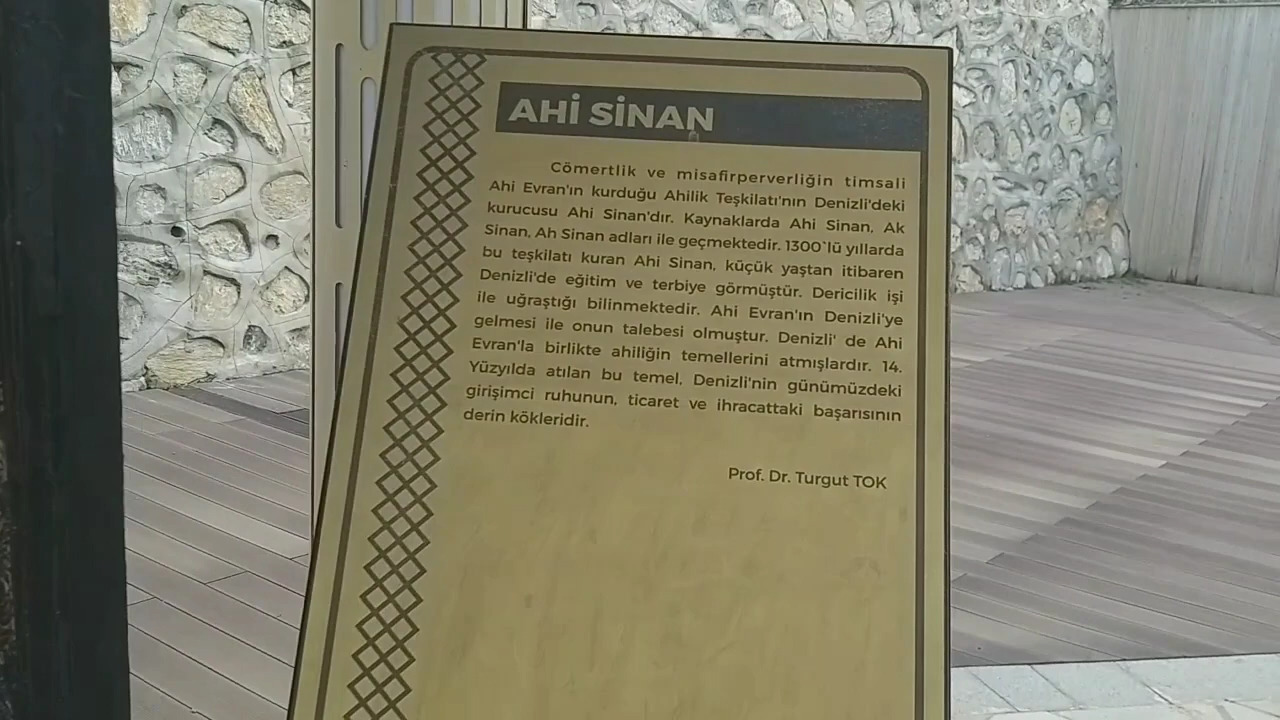 AHİ SİNAN
Cömertlik ve misafirperverliğin timsali
Ahi Evran'ın kurduğu Ahilik Teşkilatı'nın Denizli'deki
kurucusu Ahi Sinan'dır. Kaynaklarda Ahi Sinan, Ak
Sinan, Ah Sinan adları ile geçmektedir. 1300`lü yıllarda
bu teşkilatı kuran Ahi Sinan, küçük yaştan itibaren
Denizli'de eğitim ve terbiye görmüştür. Dericilik işi
ile uğraştığı bilinmektedir. Ahi Evran'ın Denizli'ye
gelmesi ile onun talebesi olmuştur. Denizli' de Ahi
Evran'la birlikte ahiliğin temellerini atmışlardır. 14.
Yüzyılda atılan bu temel, Denizli'nin günümüzdeki
girişimci ruhunun, ticaret ve ihracattaki başarısının
derin kökleridir.
Prof. Dr. Turgut TOK